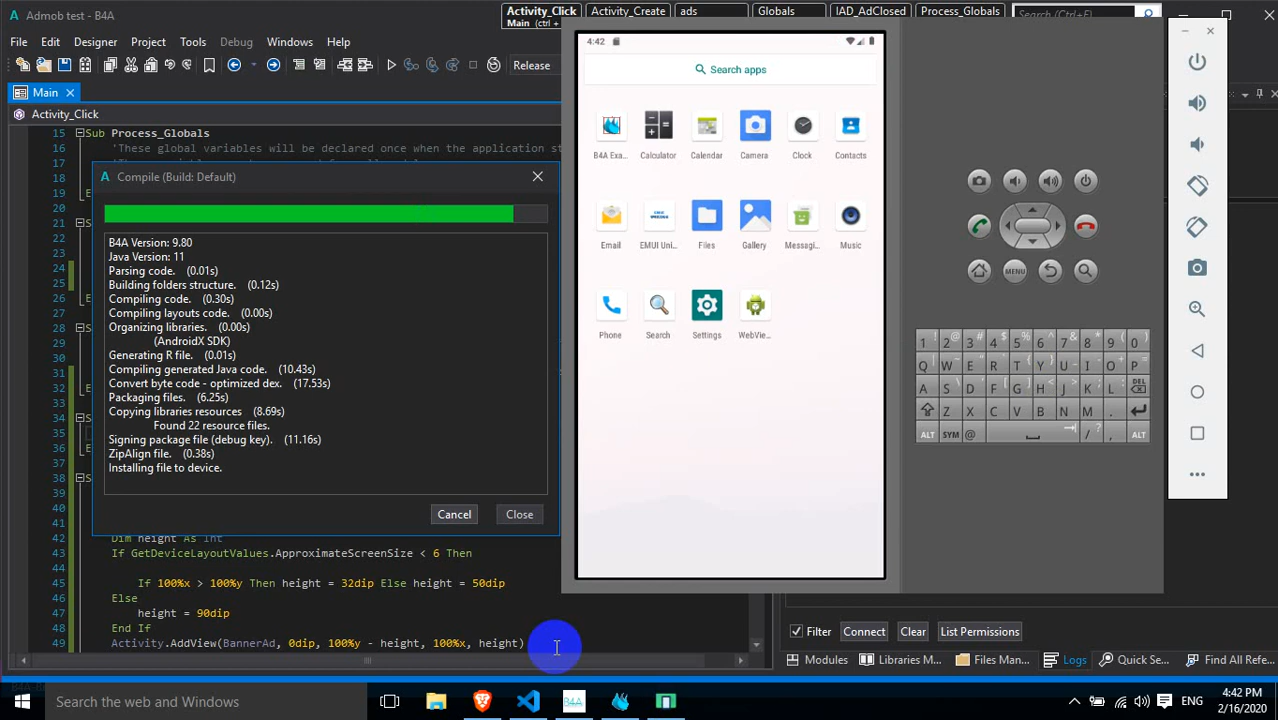 Admob test - B4A
Activity_Click
Main (ctrl +
Activity_Create
ads
Globals
IAD_AdClosed
Process_Globals
Search (Ctrl+E)
File Edit Designer Project Tools Debug Windows Help
Release
Main
Activity_Click
15 Sub Process_Globals
16 'These global variables will be declared once when the application st
17
18
19
20
21
22
23
24
25
26
28
29
30
31
32
33
34
35
36
37
38
39
40
41
42 Dim height As Int
43 If GetDeviceLayoutValues.ApproximateScreenSize < 6 Then
44
45 If 100%x > 100%y Then height = 32dip Else height = 50dip
46 Else
47 height = 90dip
48 End If
49 Activity.AddView(BannerAd, 0dip, 100%y - height, 100%x, height)
Compile (Build: Default)
B4A Version: 9.80
Java Version: 11
Parsing code. (0.01s)
Building folders structure. (0.12s)
Compiling code. (0.30s)
Compiling layouts code. (0.00s)
Organizing libraries. (0.00s)
(AndroidX SDK)
Generating R file. (0.01s)
Compiling generated Java code. (10.43s)
Convert byte code - optimized dex. (17.53s)
Packaging files. (6.25s)
Copying libraries resources (8.69s)
Found 22 resource files.
Signing package file (debug key). (11.16s)
ZipAlign file. (0.38s)
Installing file to device.
Cancel Close
4:42
Search apps
B4A Exa... Calculator Calendar Camera Clock Contacts
Email EMUI Uni... Files Gallery Messagi... Music
Phone Search Settings WebVie...
MENU
1 2 3 4 5 6 7 8 9 0
Q W E R T Y U I O P
A S D F G H J K L DEL
Z X C V B N M .
ALT SYM @ / , ALT
Filter Connect Clear List Permissions
Modules Libraries M... Files Man... Logs Quick Se... Find All Refe...
Search the web and Windows
ENG
4:42 PM
2/16/2020